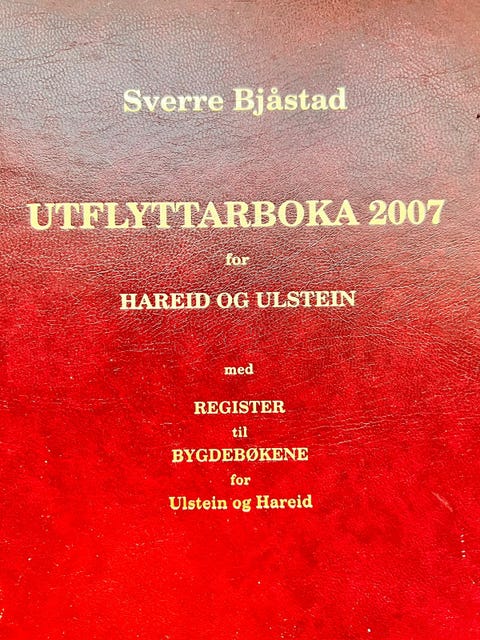 Sverre Bjåstad
UTFLYTTARBOKA 2007
for
HAREID OG ULSTEIN
med
REGISTER
til
BYGDEBØKENE
for
Ulstein og Hareid